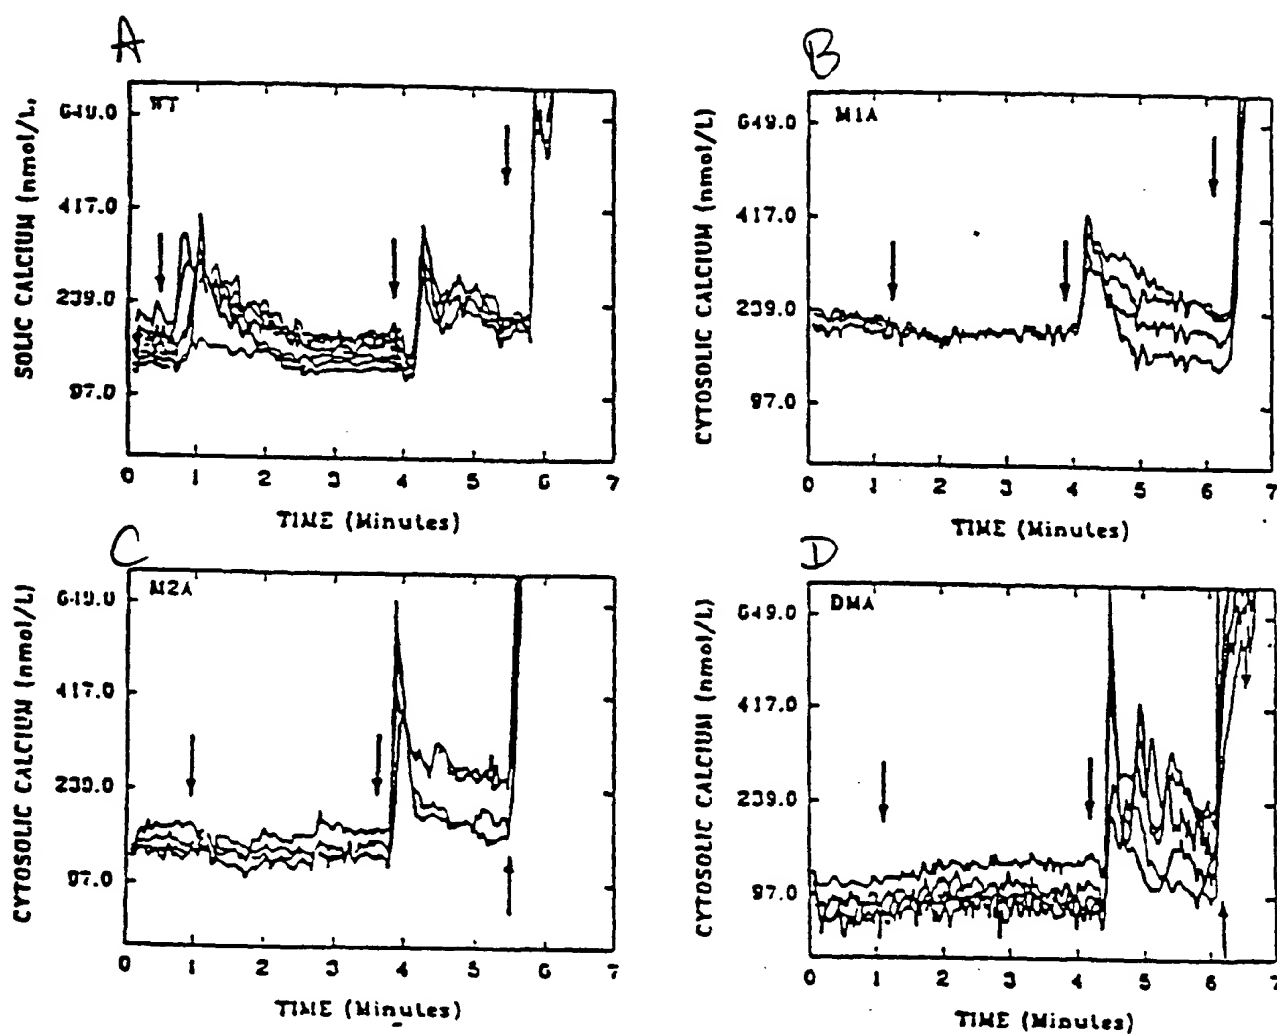 A
WT
SOLIC CALCIUM (nmol/L)
649.0
417.0
239.0
97.0
0 1 2 3 4 5 6 7
TIME (Minutes)
B
M1A
CYTOSOLIC CALCIUM (nmol/L)
649.0
417.0
239.0
97.0
0 1 2 3 4 5 6 7
TIME (Minutes)
C
M2A
CYTOSOLIC CALCIUM (nmol/L)
649.0
417.0
239.0
97.0
0 1 2 3 4 5 6 7
TIME (Minutes)
D
DMA
CYTOSOLIC CALCIUM (nmol/L)
649.0
417.0
239.0
97.0
0 1 2 3 4 5 6 7
TIME (Minutes)